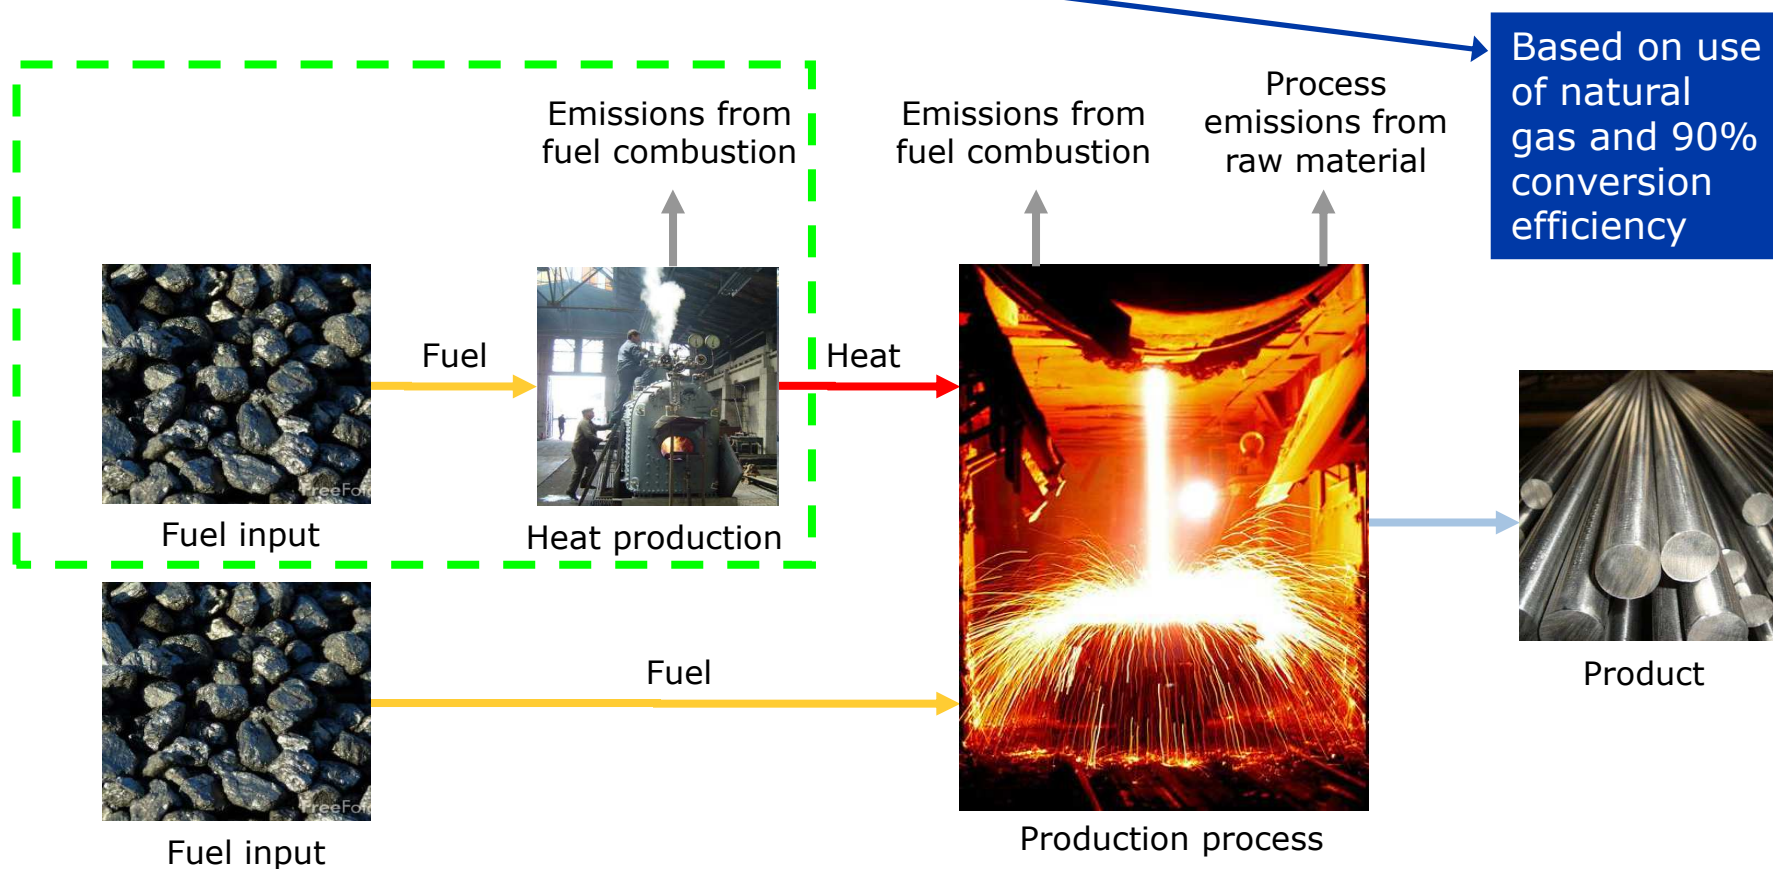 Based on use
of natural
gas and 90%
conversion
efficiency
Emissions from
fuel combustion
Emissions from
fuel combustion
Process
emissions from
raw material
Fuel
Heat
Fuel input
Heat production
Fuel
Product
Fuel input
Production process